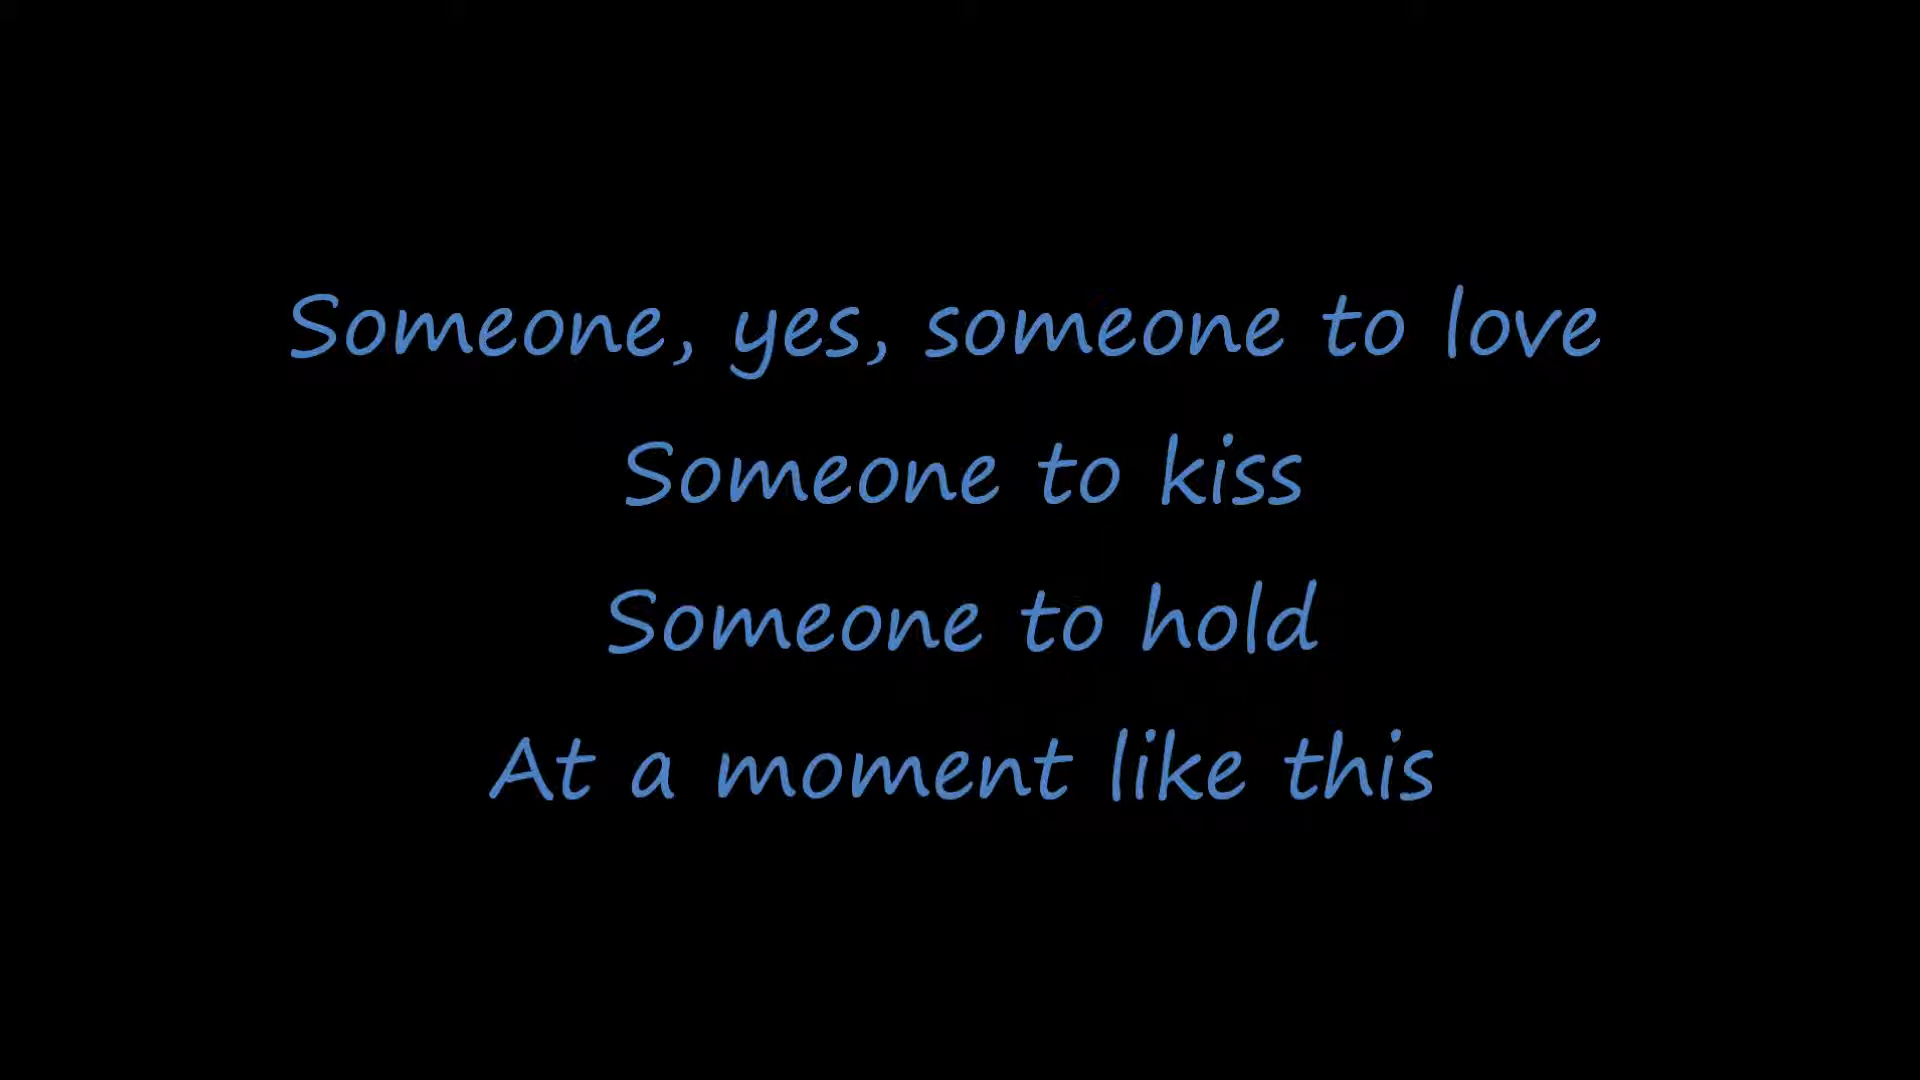 Someone, yes, someone to love
Someone to kiss
Someone to hold
At a moment like this